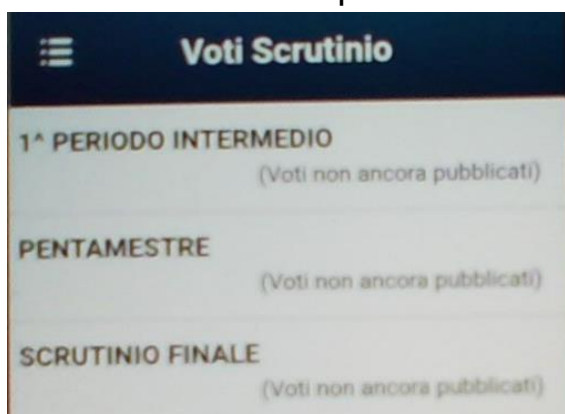 Voti Scrutinio
1^ PERIODO INTERMEDIO
(Voti non ancora pubblicati)
PENTAMESTRE
(Voti non ancora pubblicati)
SCRUTINIO FINALE
(Voti non ancora pubblicati)